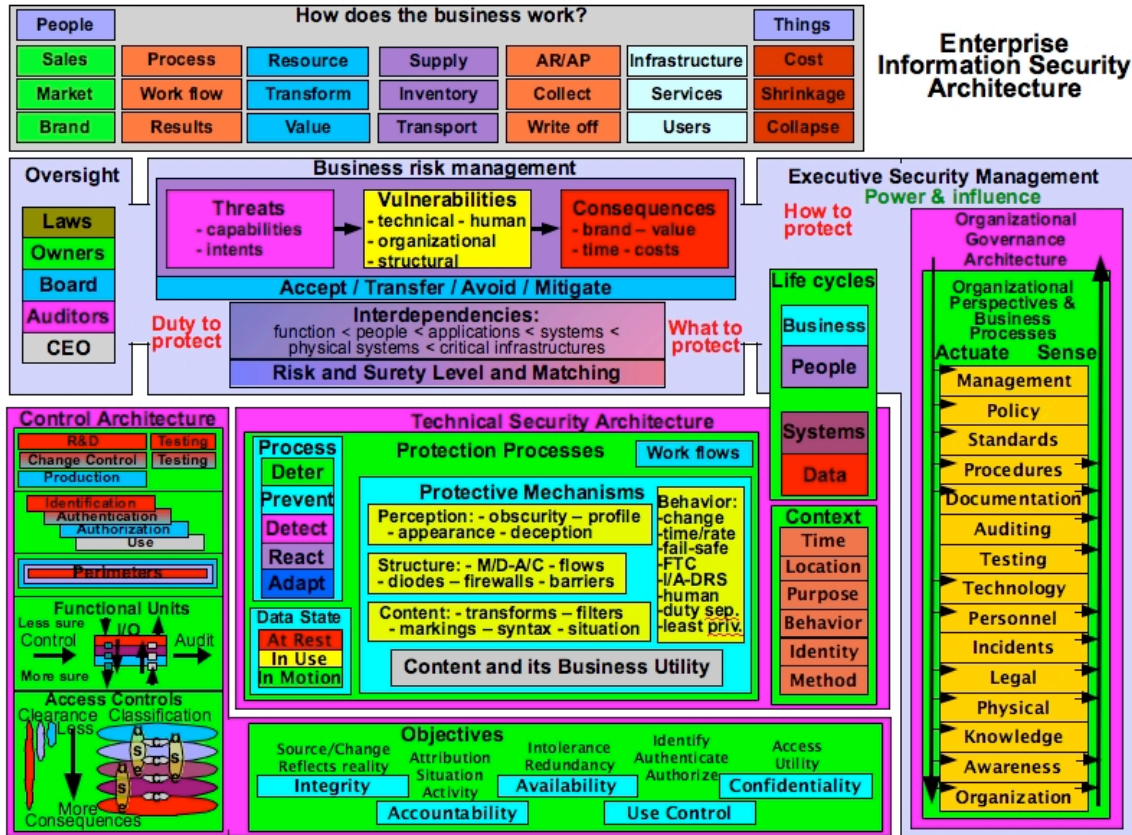 How does the business work?
People
Things
Sales
Process
Resource
Supply
AR/AP
Infrastructure
Cost
Market
Work flow
Transform
Inventory
Collect
Services
Shrinkage
Brand
Results
Value
Transport
Write off
Users
Collapse
Enterprise
Information Security
Architecture
Oversight
Laws
Owners
Board
Auditors
CEO
Business risk management
Threats
- capabilities
- intents
Vulnerabilities
- technical - human
- organizational
- structural
Consequences
- brand – value
- time - costs
Accept / Transfer / Avoid / Mitigate
Duty to
protect
Interdependencies:
function < people < applications < systems <
physical systems < critical infrastructures
Risk and Surety Level and Matching
What to
protect
Executive Security Management
Power & influence
How to
protect
Life cycles
Business
People
Systems
Data
Organizational
Governance
Architecture
Organizational
Perspectives &
Business
Processes
Actuate Sense
Management
Policy
Standards
Procedures
Documentation
Auditing
Testing
Technology
Personnel
Incidents
Legal
Physical
Knowledge
Awareness
Organization
Control Architecture
R&D
Testing
Change Control
Testing
Production
Identification
Authentication
Authorization
Use
Perimeters
Functional Units
Less sure
I/O
Control
Audit
More sure
Access Controls
Clearance Classification
Less
More
Consequences
Technical Security Architecture
Process
Deter
Prevent
Detect
React
Adapt
Data State
At Rest
In Use
In Motion
Protection Processes
Work flows
Protective Mechanisms
Perception: - obscurity – profile
- appearance - deception
Structure: - M/D-A/C - flows
- diodes – firewalls - barriers
Content: - transforms – filters
- markings – syntax - situation
Behavior:
-change
-time/rate
-fail-safe
-FTC
-I/A-DRS
-human
-duty sep.
-least priv.
Content and its Business Utility
Context
Time
Location
Purpose
Behavior
Identity
Method
Objectives
Source/Change
Reflects reality
Integrity
Attribution
Situation
Activity
Accountability
Intolerance
Redundancy
Availability
Identify
Authenticate
Authorize
Use Control
Access
Utility
Confidentiality